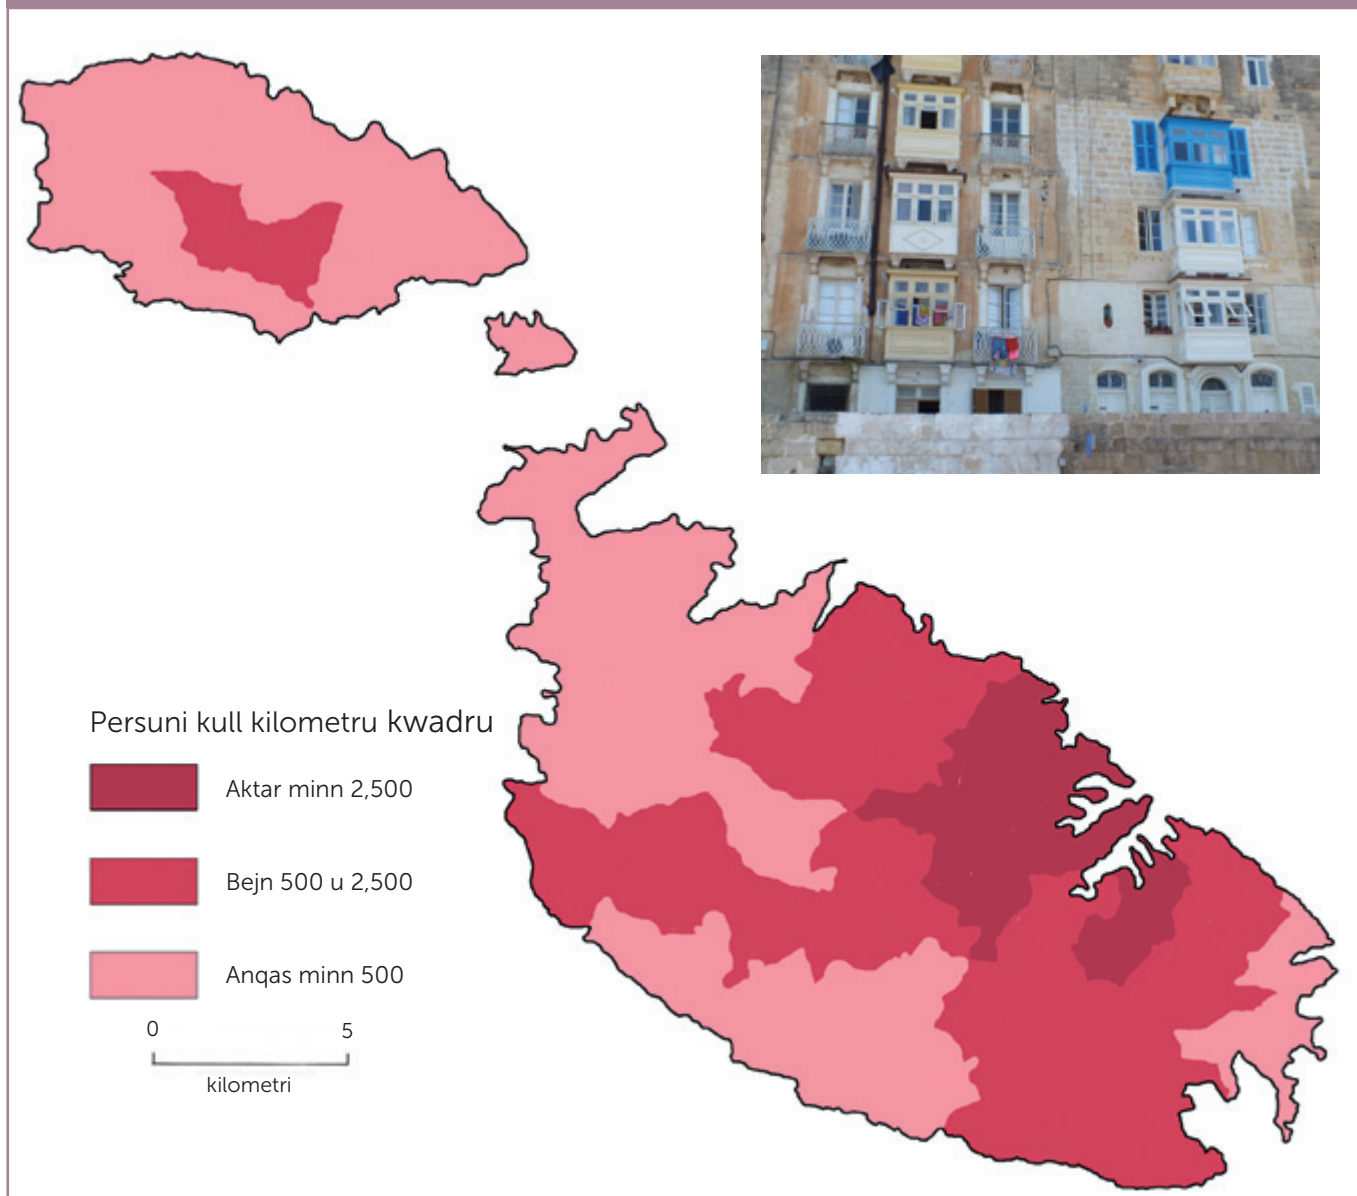 Persuni kull kilometru kwadru
Aktar minn 2,500
Bejn 500 u 2,500
Anqas minn 500
0 5
kilometri